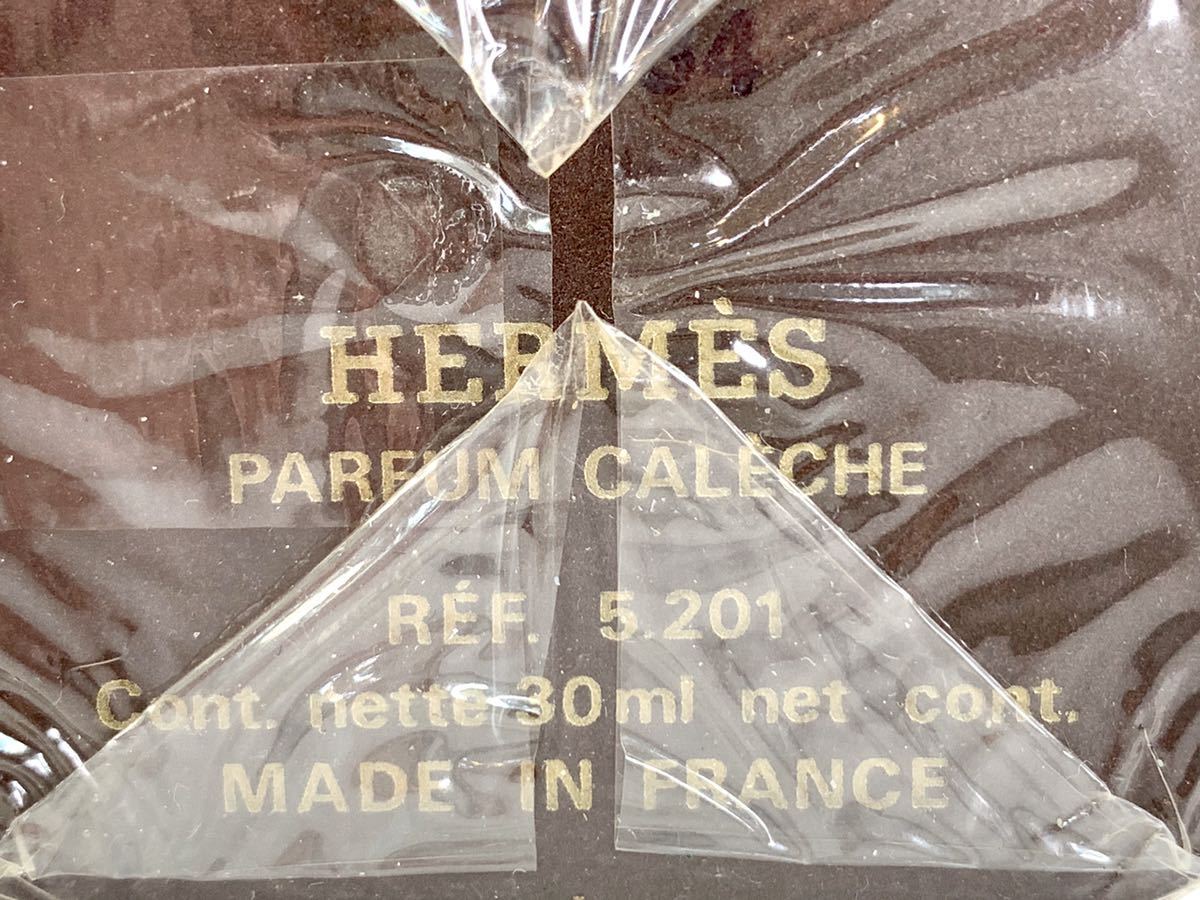 HERMÈS
PARFUM CALÈCHE
RÉF. 5.201
Cont. nette 30 ml net cont.
MADE IN FRANCE